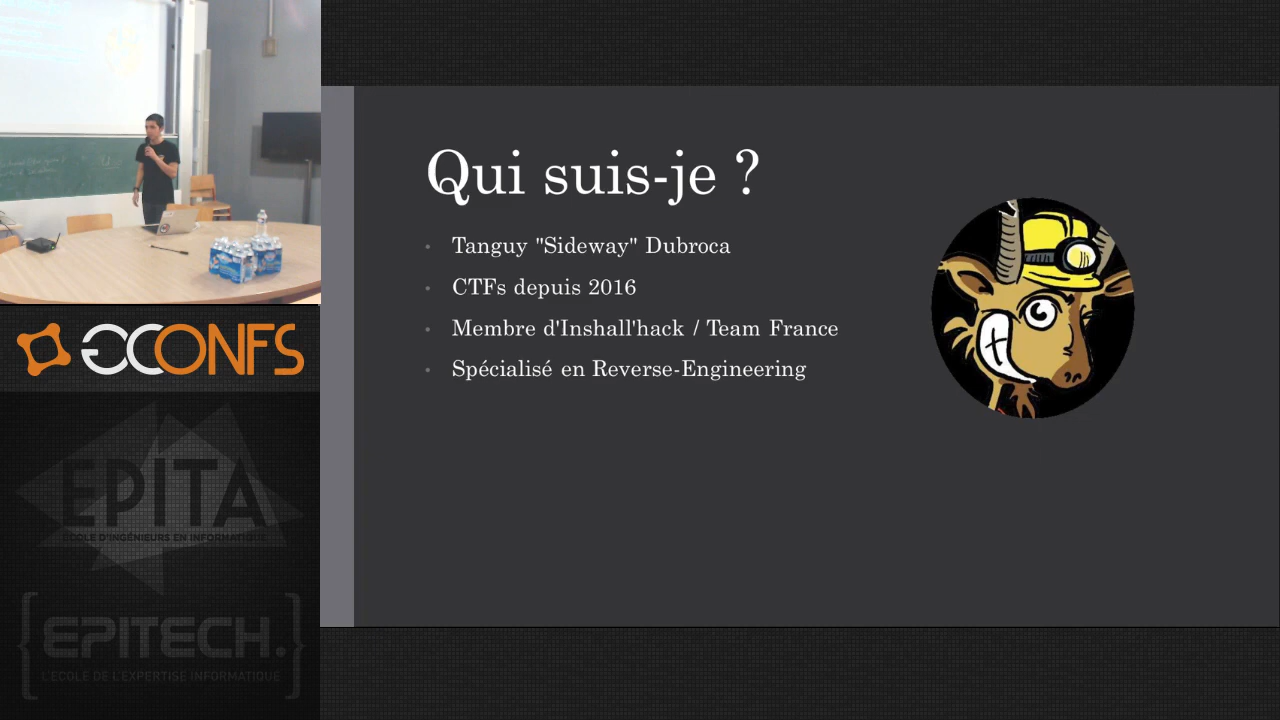 Qui suis-je ?
Tanguy "Sideway" Dubroca
CTFs depuis 2016
Membre d'Inshall'hack / Team France
Spécialisé en Reverse-Engineering
GCONFS
EPITA
ÉCOLE D'INGÉNIEURS EN INFORMATIQUE
{EPITECH.}
L'ÉCOLE DE L'EXPERTISE INFORMATIQUE